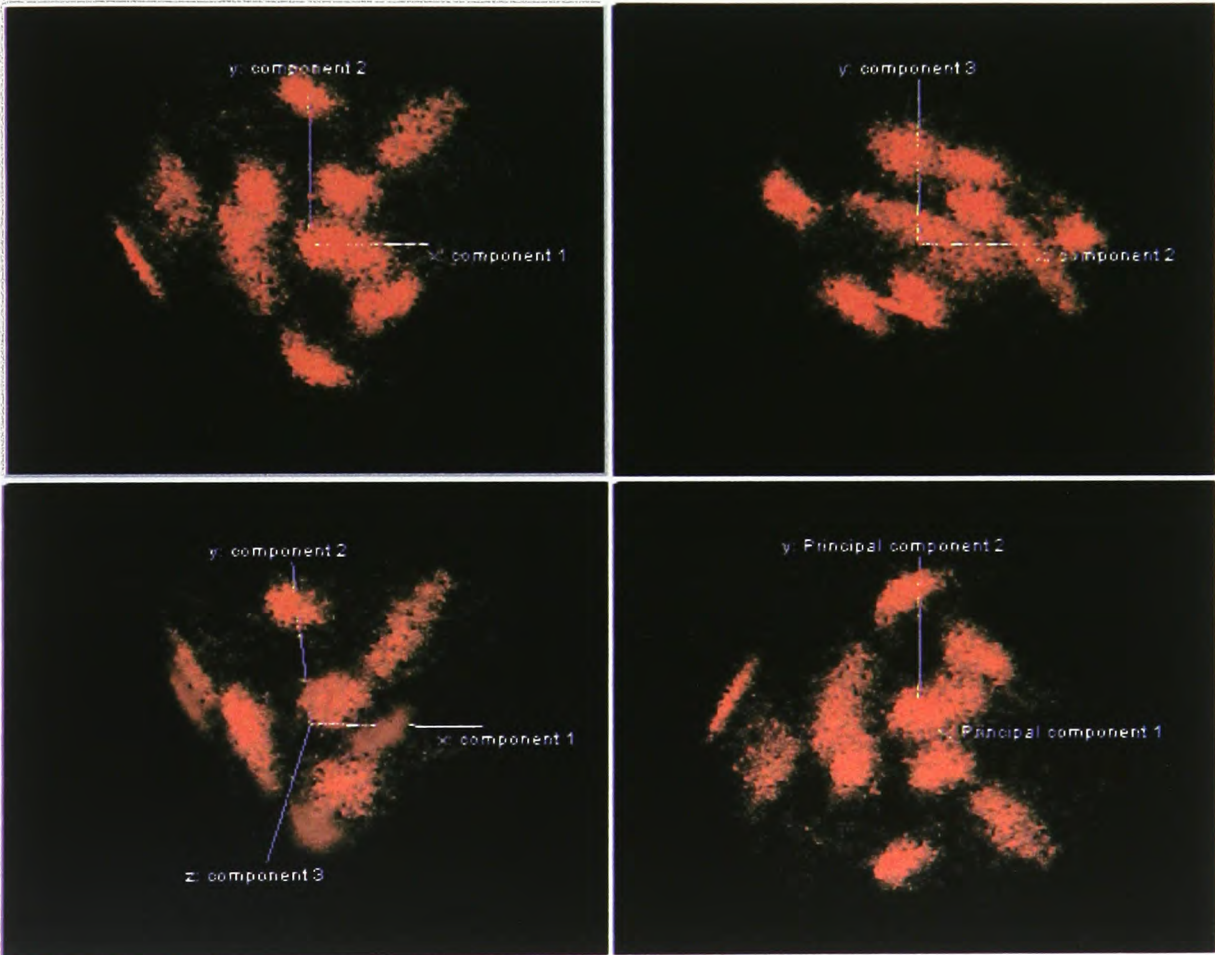 y: component 2
x: component 1
y: component 3
component 2
y: component 2
x: component 1
z: component 3
y: Principal component 2
Principal component 1